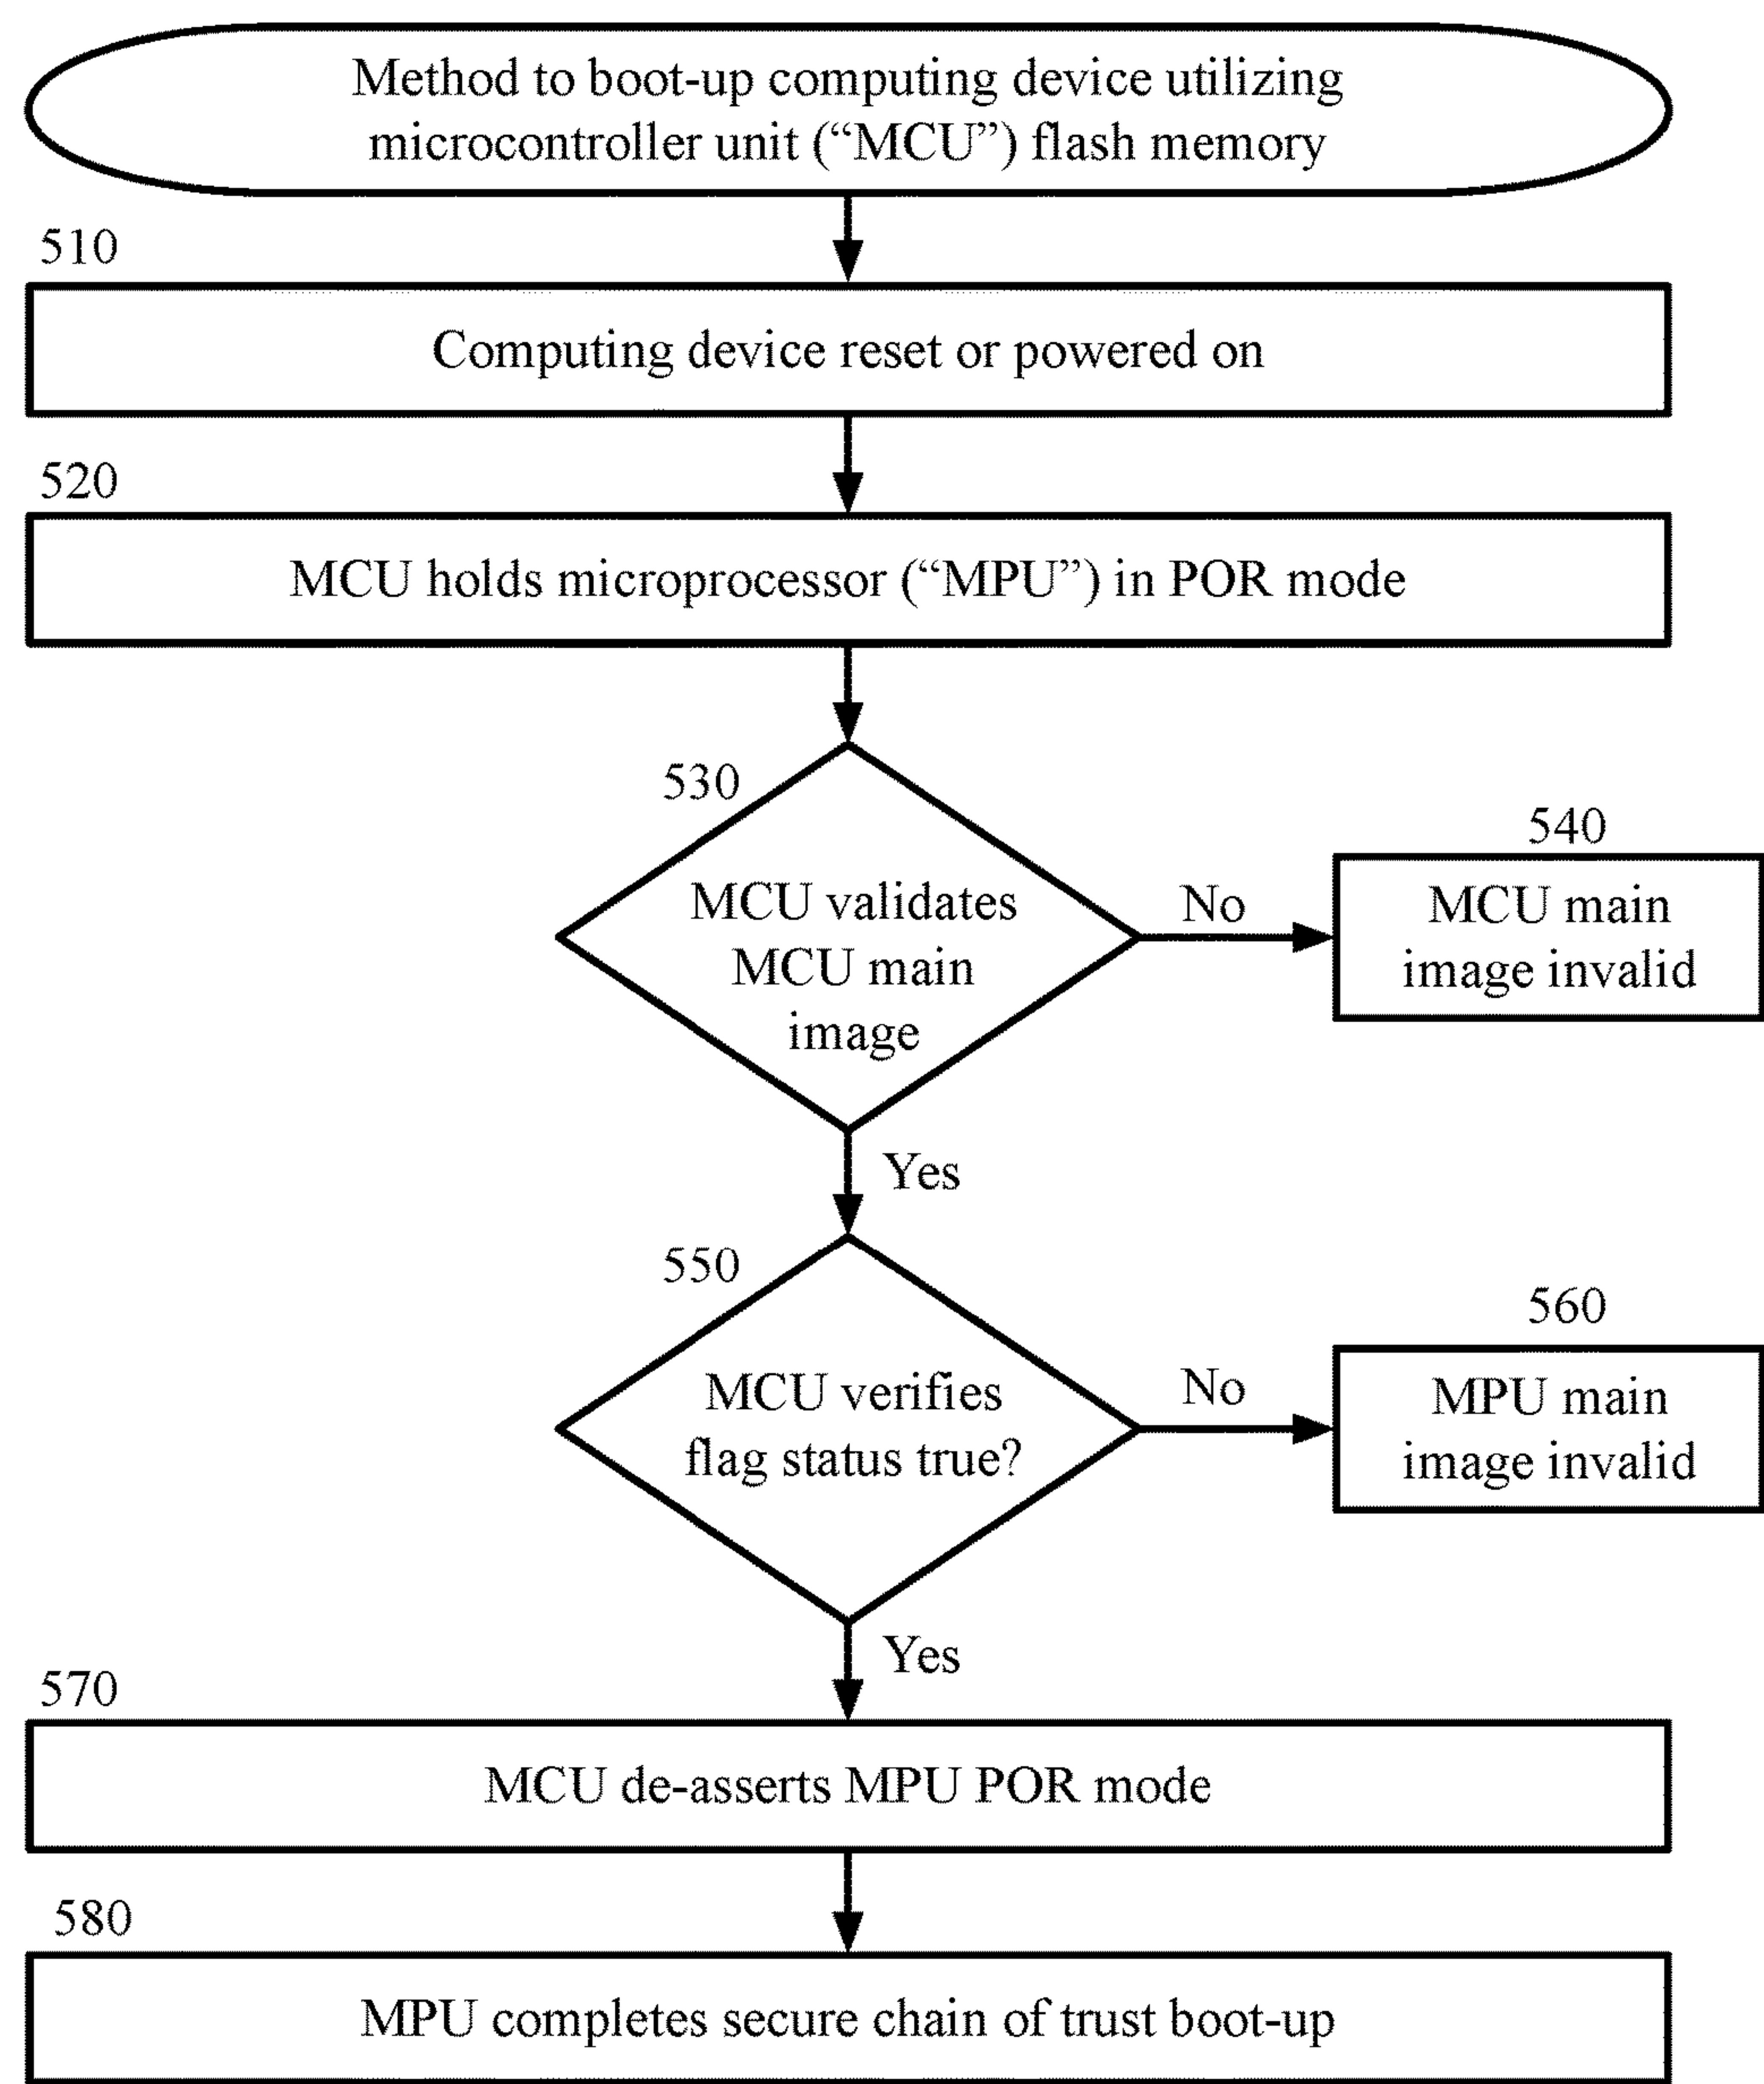 Method to boot-up computing device utilizing
microcontroller unit (“MCU”) flash memory
510
Computing device reset or powered on
520
MCU holds microprocessor (“MPU”) in POR mode
530
MCU validates
MCU main
image
No
540
MCU main
image invalid
Yes
550
MCU verifies
flag status true?
No
560
MPU main
image invalid
Yes
570
MCU de-asserts MPU POR mode
580
MPU completes secure chain of trust boot-up